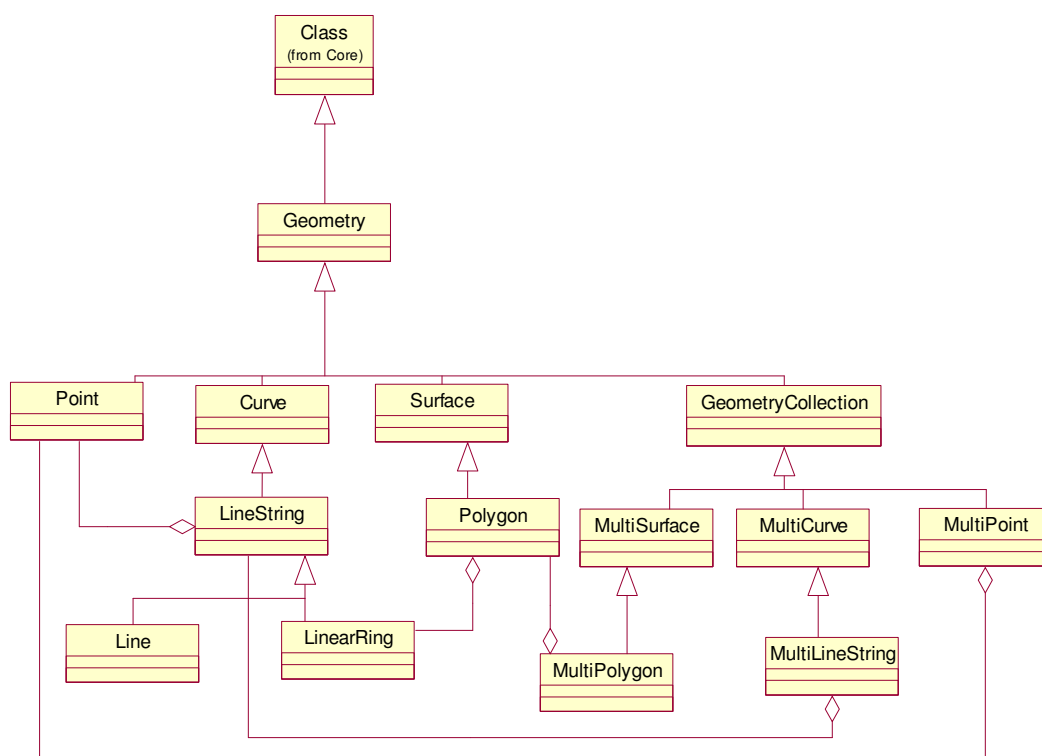 Class
(from Core)
Geometry
Point
Curve
Surface
GeometryCollection
LineString
Polygon
MultiSurface
MultiCurve
MultiPoint
Line
LinearRing
MultiPolygon
MultiLineString